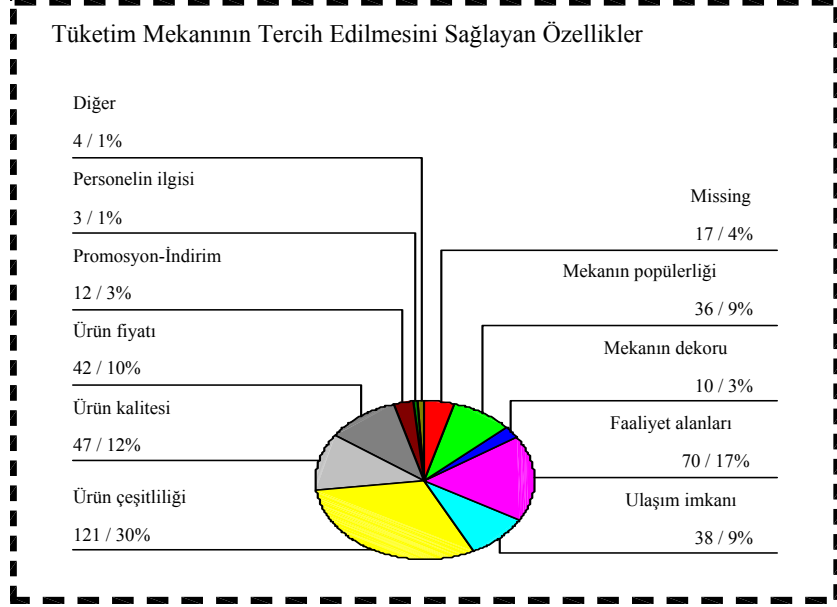 Tüketim Mekanının Tercih Edilmesini Sağlayan Özellikler
Diğer
4 / 1%
Personelin ilgisi
3 / 1%
Promosyon-İndirim
12 / 3%
Ürün fiyatı
42 / 10%
Ürün kalitesi
47 / 12%
Ürün çeşitliliği
121 / 30%
Missing
17 / 4%
Mekanın popülerliği
36 / 9%
Mekanın dekoru
10 / 3%
Faaliyet alanları
70 / 17%
Ulaşım imkanı
38 / 9%